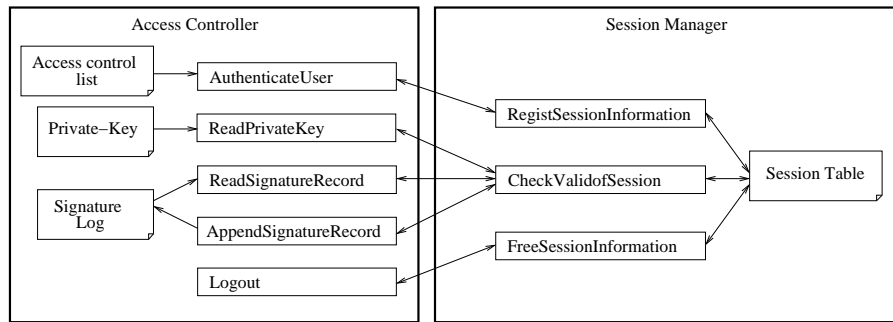 Access Controller
Session Manager
Access control
list
AuthenticateUser
RegistSessionInformation
Private-Key
ReadPrivateKey
ReadSignatureRecord
CheckValidofSession
Session Table
Signature
Log
AppendSignatureRecord
FreeSessionInformation
Logout